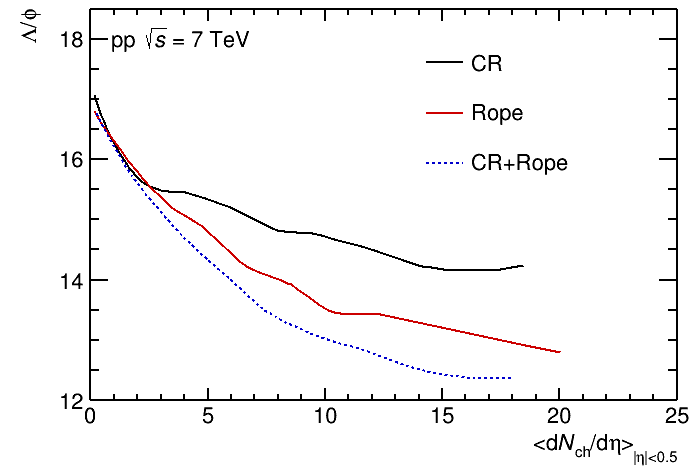 Λ/ϕ
18
16
14
12
pp √s = 7 TeV
CR
Rope
CR+Rope
0 5 10 15 20 25
<dN_ch/dη>_|η|<0.5